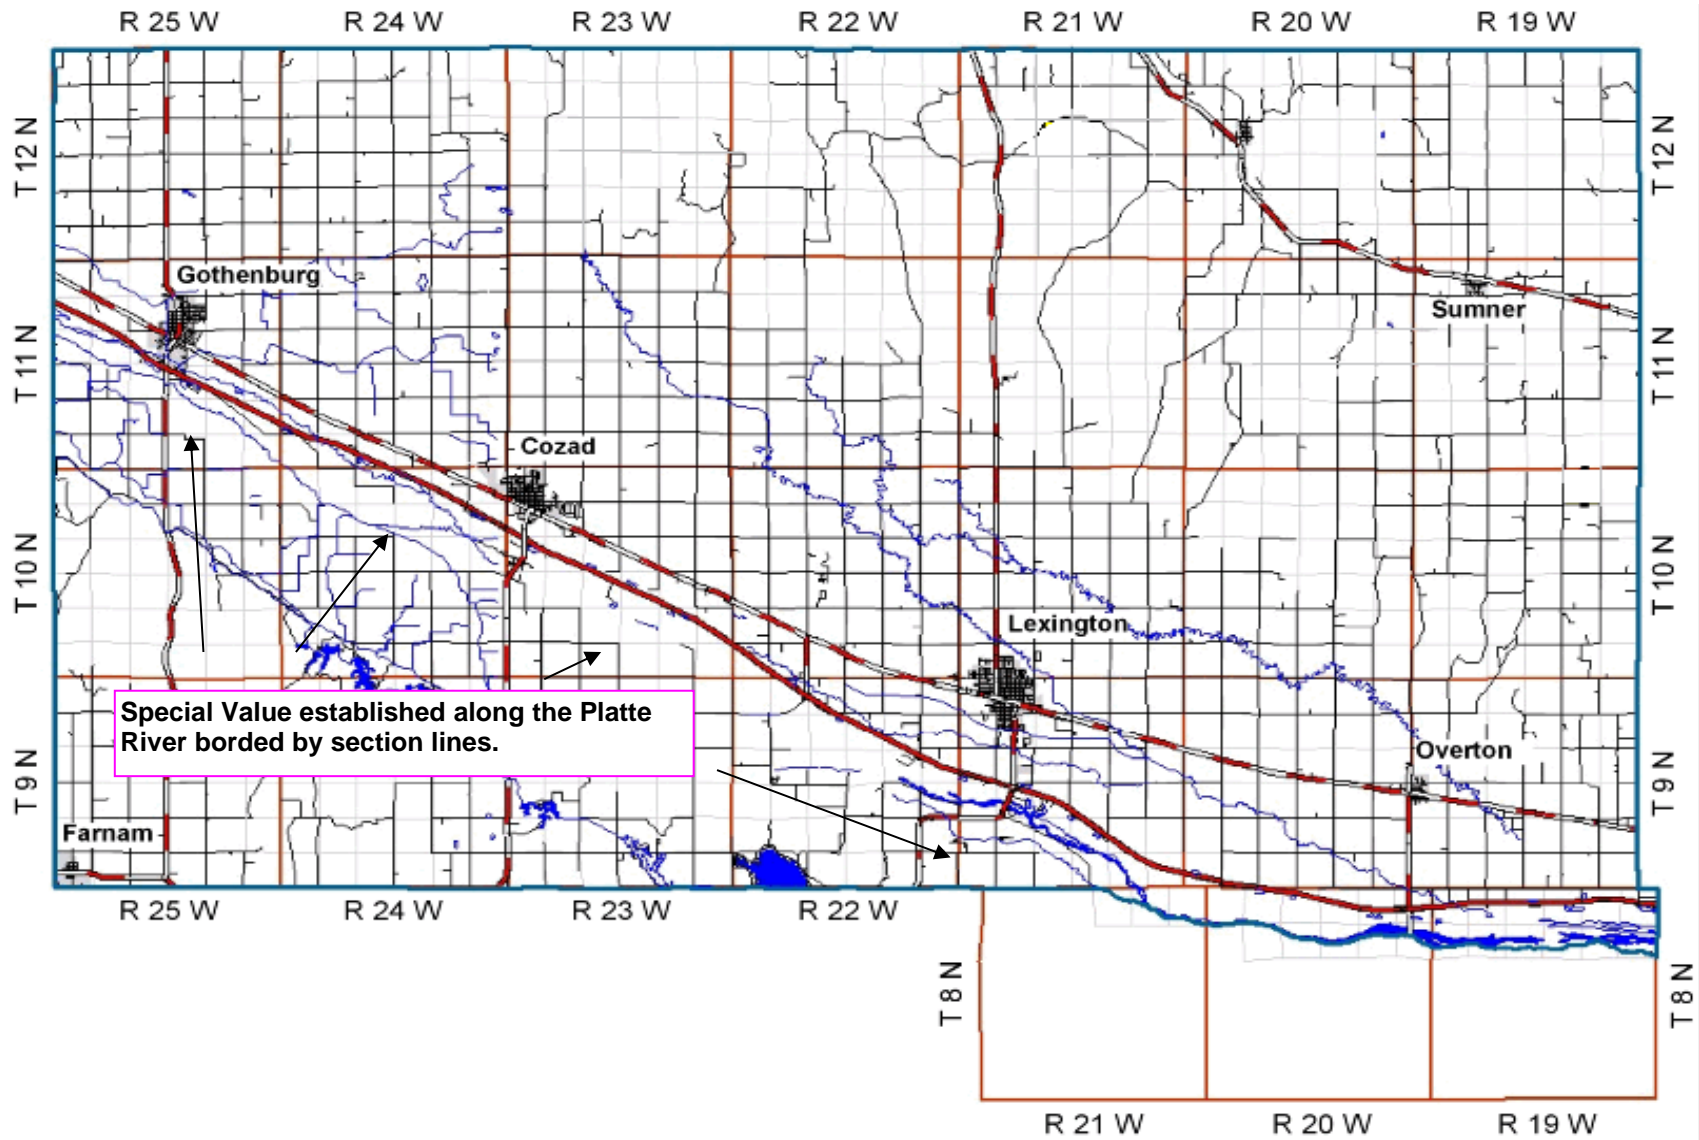 R 25 W R 24 W R 23 W R 22 W R 21 W R 20 W R 19 W
T 12 N
T 12 N
Gothenburg
Sumner
T 11 N
T 11 N
Cozad
T 10 N
T 10 N
Lexington
Special Value established along the Platte
River borded by section lines.
Overton
T 9 N
T 9 N
Farnam
R 25 W R 24 W R 23 W R 22 W
T 8 N
T 8 N
R 21 W R 20 W R 19 W